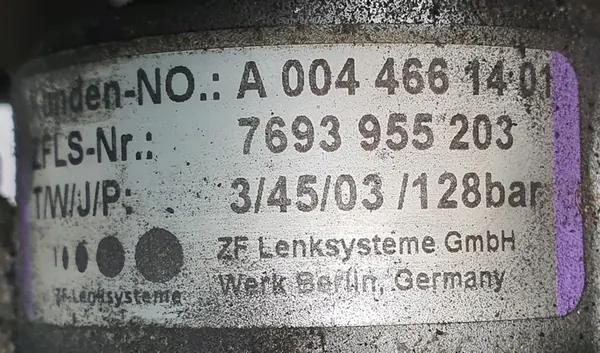 Kunden-NO.: A 004 466 14 01
ZFLS-Nr.: 7693 955 203
T/W/J/P: 3/45/03 /128bar
ZF Lenksysteme GmbH
Werk Berlin, Germany
ZF-Lenksysteme